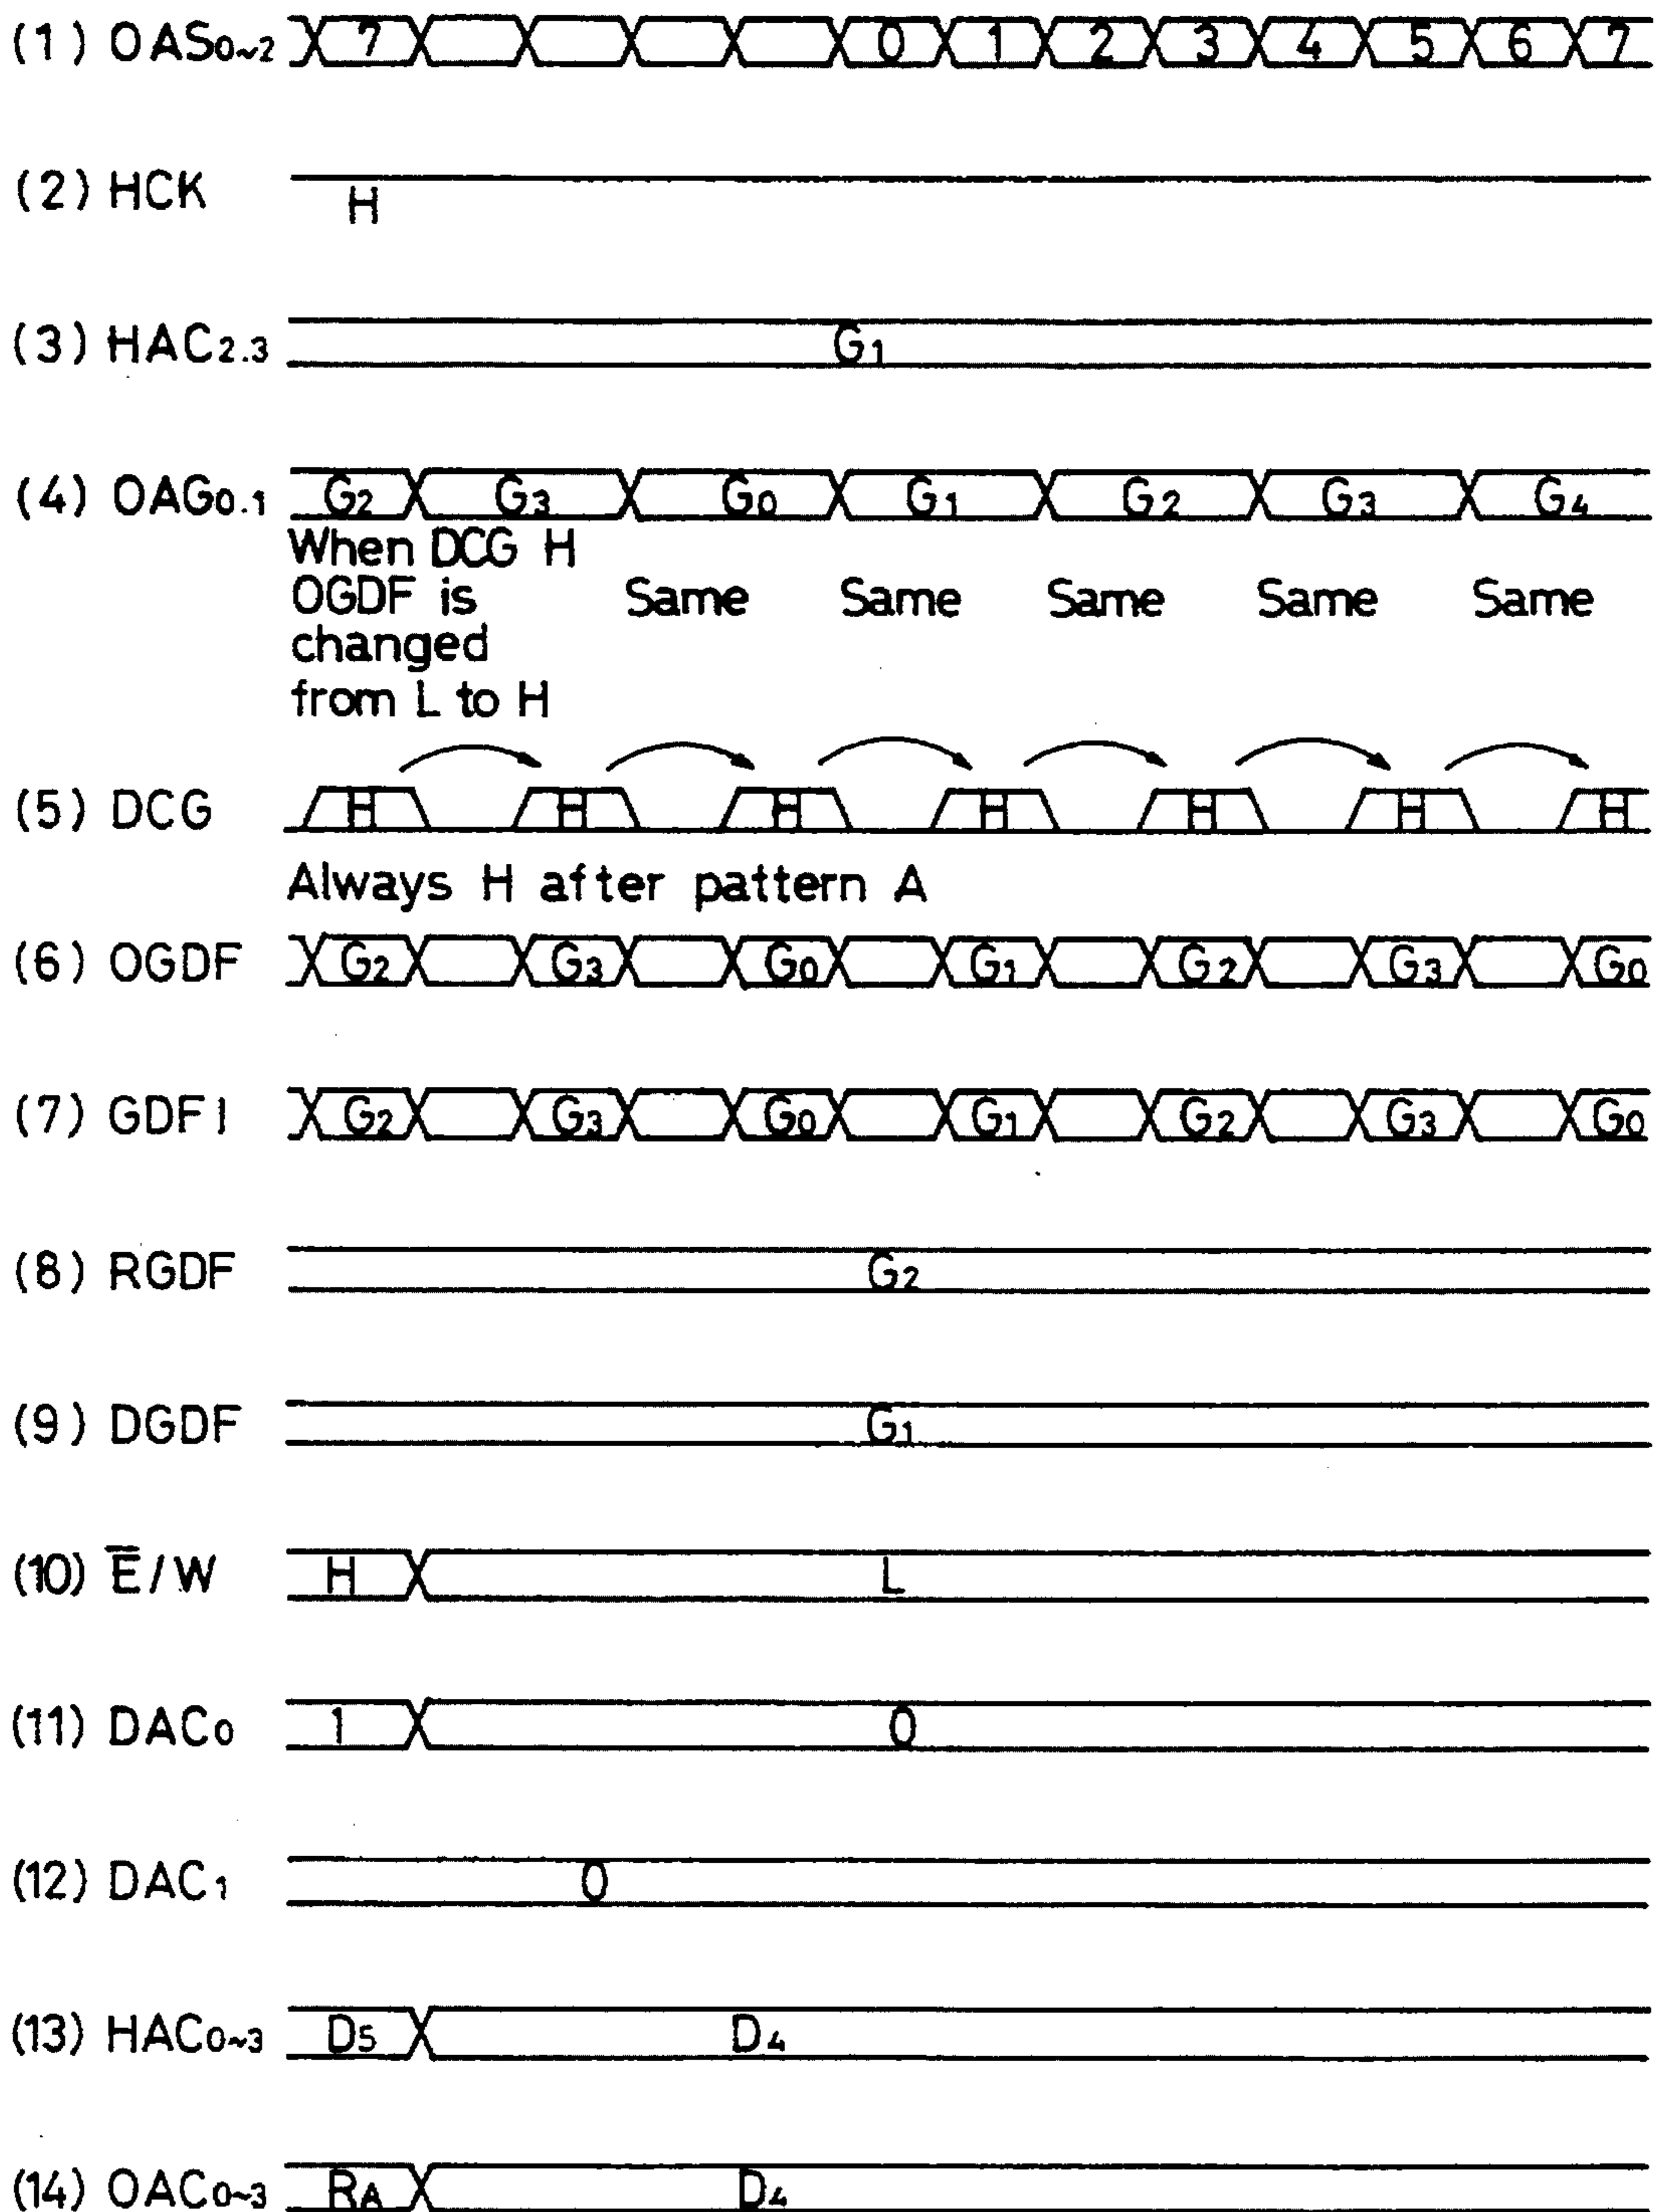 (1) OAS0~2 7 0 1 2 3 4 5 6 7
(2) HCK H
(3) HAC2.3 G1
(4) OAG0.1 G2 G3 G0 G1 G2 G3 G4
When DCG H
OGDF is Same Same Same Same Same
changed
from L to H
(5) DCG H H H H H H H
Always H after pattern A
(6) OGDF G2 G3 G0 G1 G2 G3 G0
(7) GDF1 G2 G3 G0 G1 G2 G3 G0
(8) RGDF G2
(9) DGDF G1
(10) E̅/W H L
(11) DAC0 1 0
(12) DAC1 0
(13) HAC0~3 D5 D4
(14) OAC0~3 RA D4